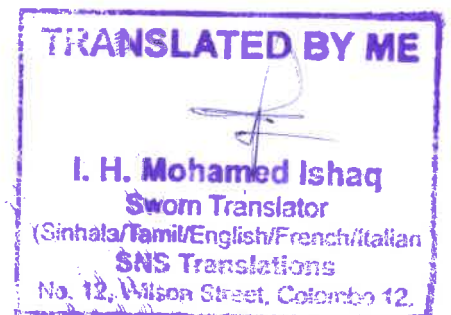 TRANSLATED BY ME
I. H. Mohamed Ishaq
Sworn Translator
(Sinhala/Tamil/English/French/Italian
SNS Translations
No. 12, Wilson Street, Colombo 12.